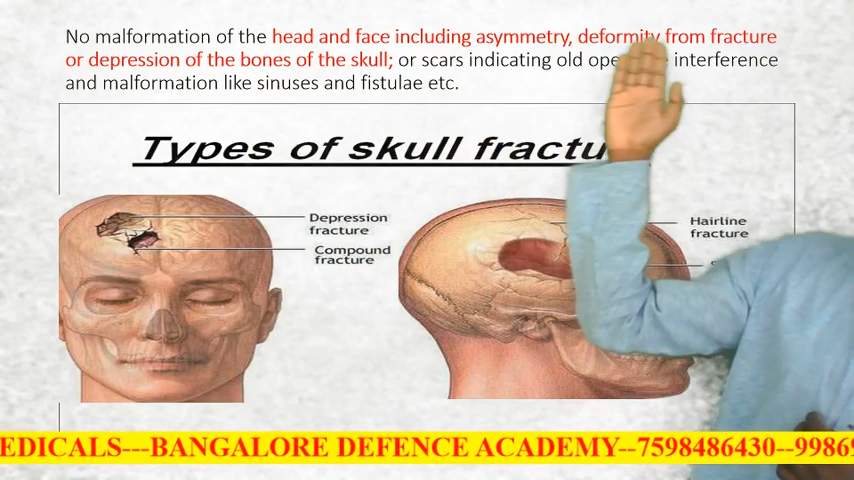 No malformation of the head and face including asymmetry, deformity from fracture
or depression of the bones of the skull; or scars indicating old interference
and malformation like sinuses and fistulae etc.
Types of skull
Depression
fracture
Compound
fracture
Hairline
fracture
EDICALS---BANGALORE DEFENCE ACADEMY--7598486430--9986